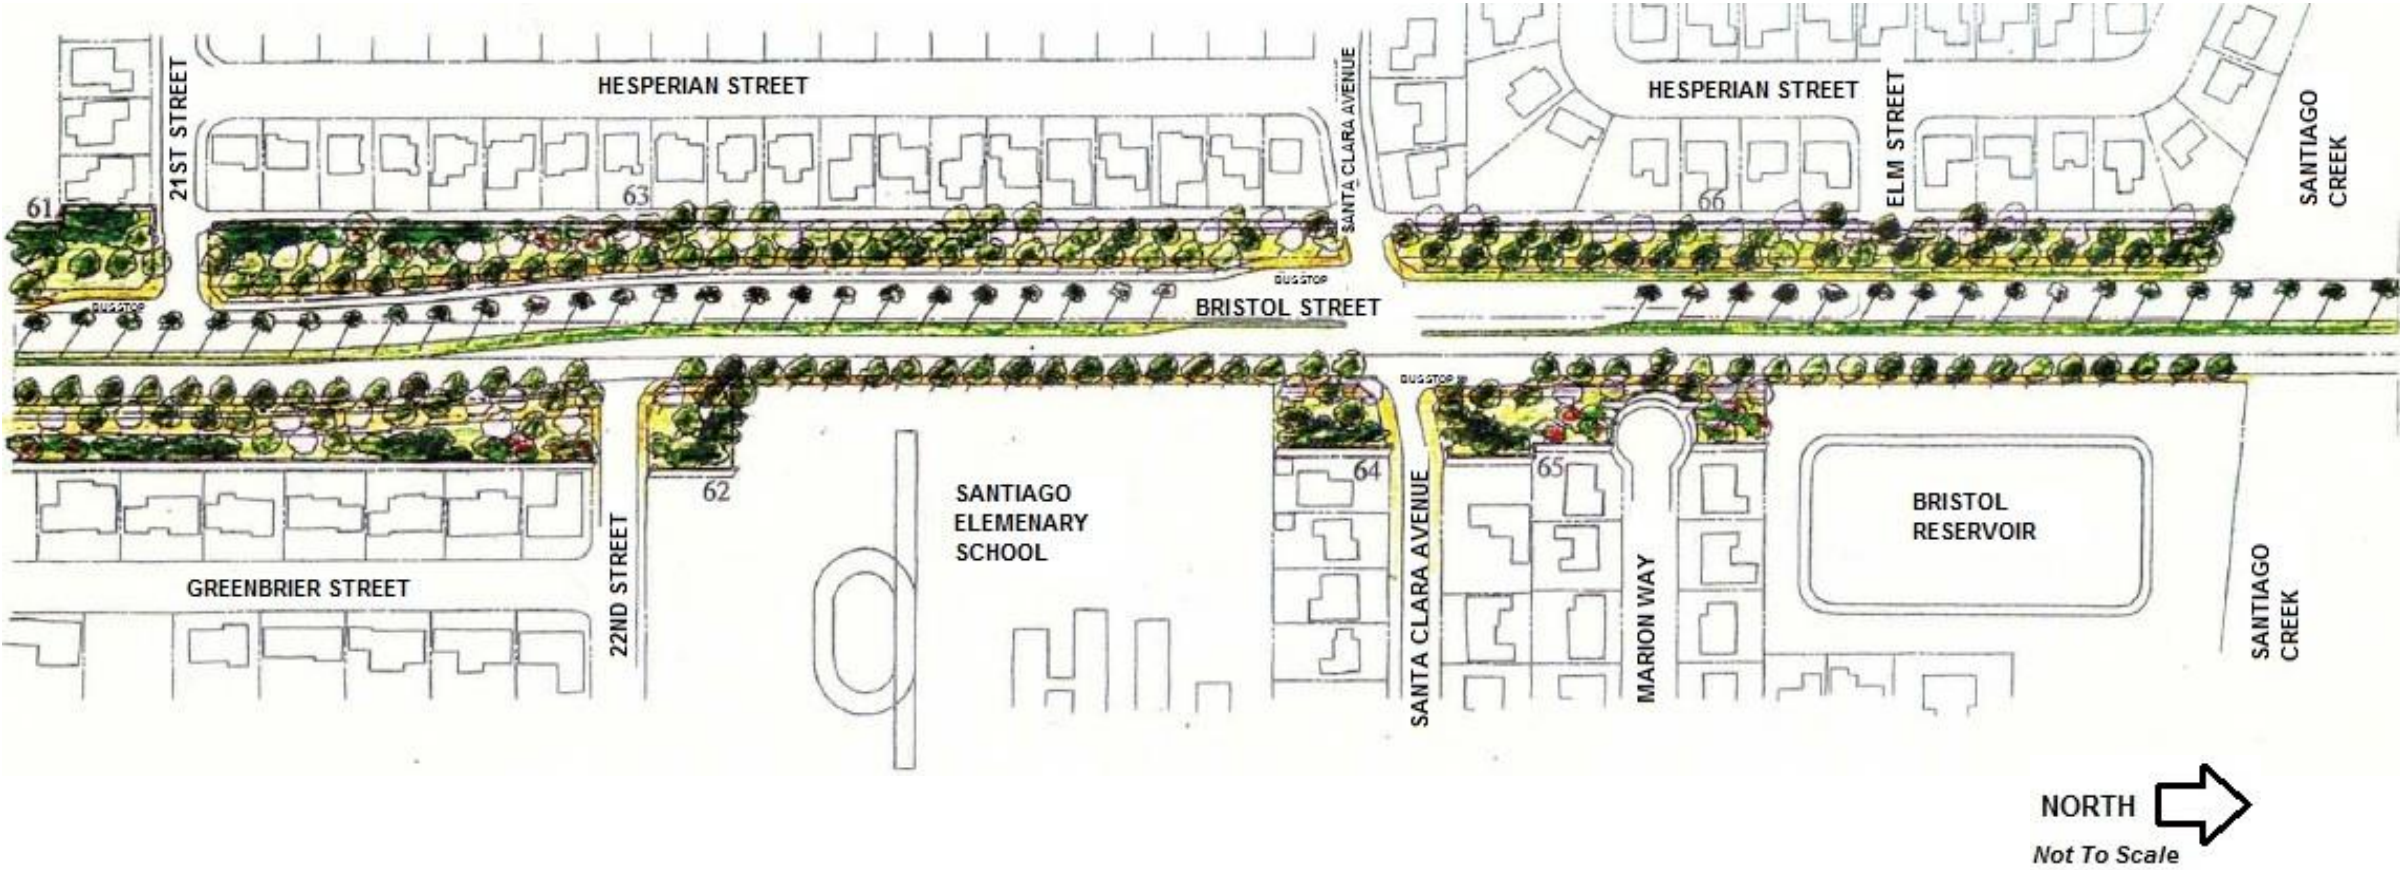 HESPERIAN STREET
HESPERIAN STREET
21ST STREET
SANTA CLARA AVENUE
ELM STREET
SANTIAGO
CREEK
61
63
66
BUS STOP
BUS STOP
BRISTOL STREET
BUS STOP
62
64
65
SANTIAGO
ELEMENARY
SCHOOL
BRISTOL
RESERVOIR
GREENBRIER STREET
22ND STREET
SANTA CLARA AVENUE
MARION WAY
SANTIAGO
CREEK
NORTH
Not To Scale